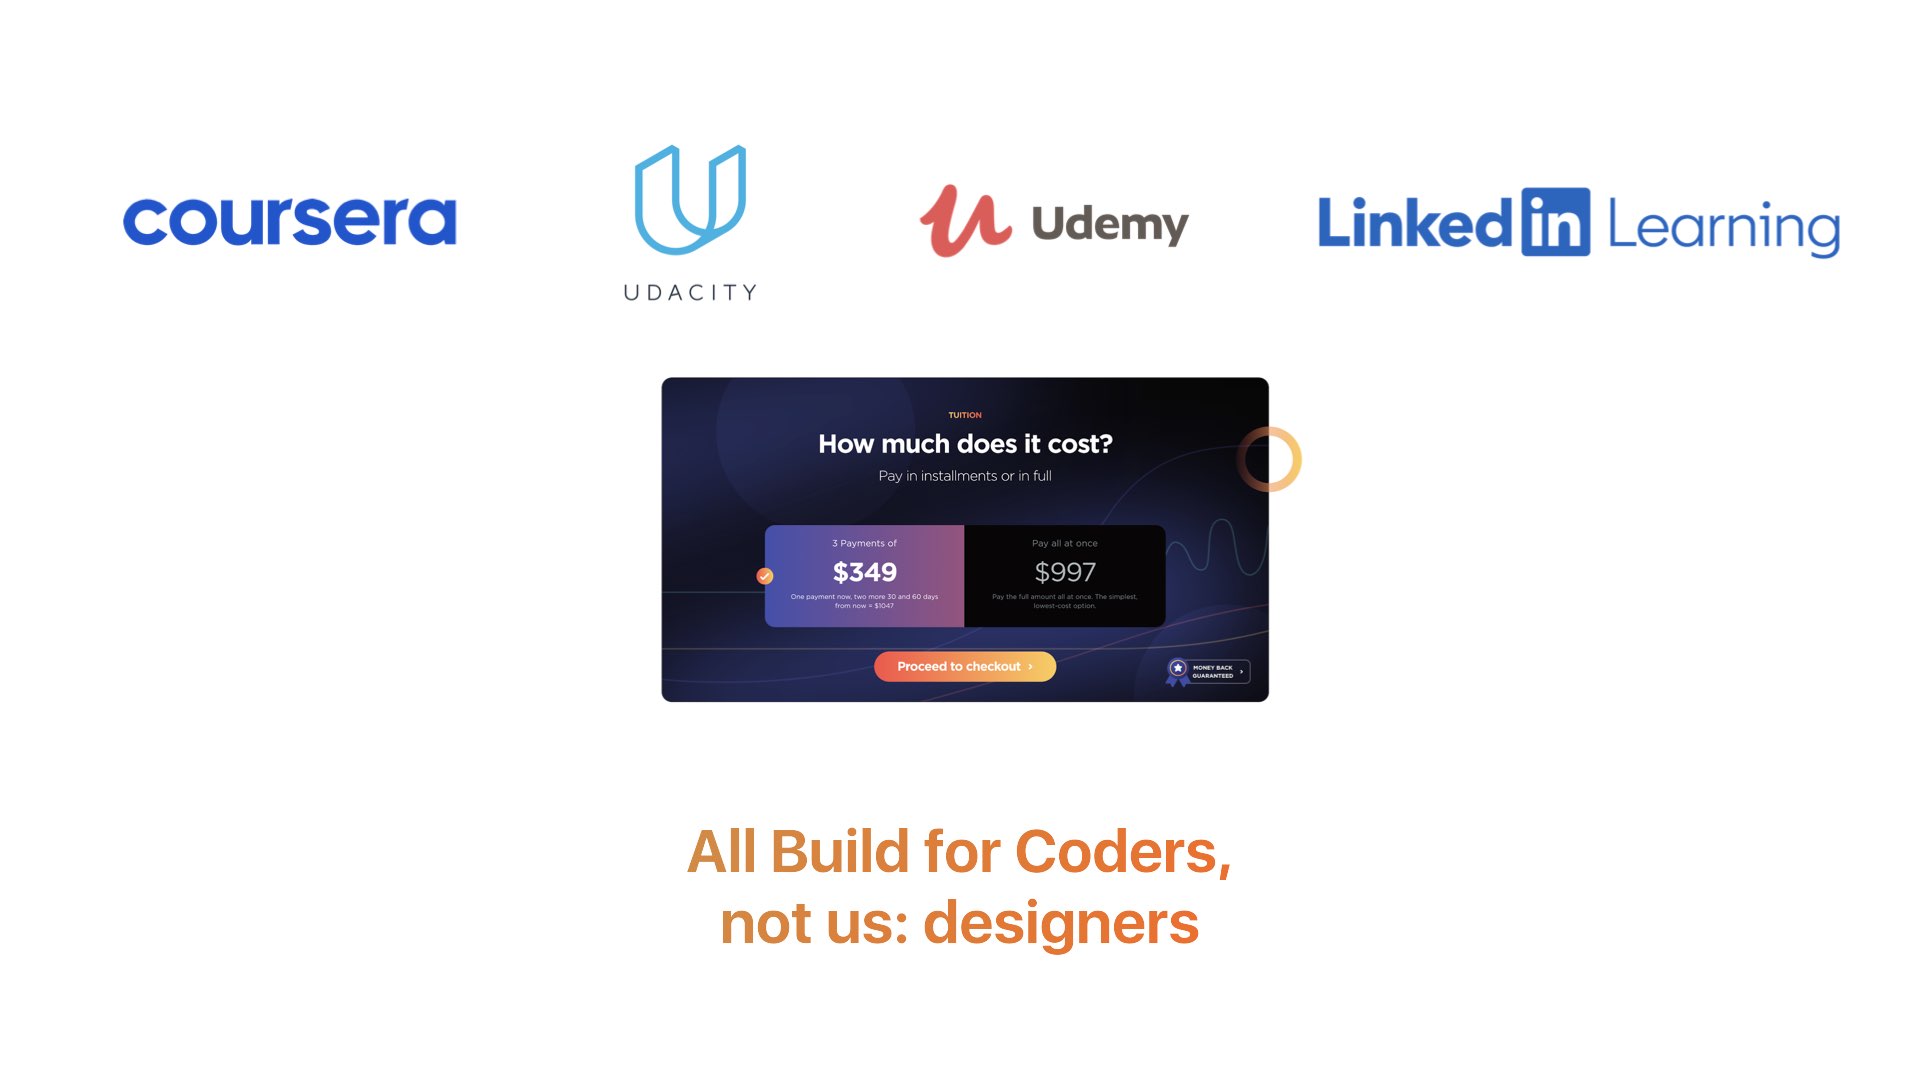 coursera
UDACITY
Udemy
Linked in Learning
TUITION
How much does it cost?
Pay in installments or in full
3 Payments of
$349
One payment now, two more 30 and 60 days
from now = $1047
Pay all at once
$997
Pay the full amount all at once. The simplest,
lowest-cost option.
Proceed to checkout ›
MONEY BACK
GUARANTEED ›
All Build for Coders,
not us: designers